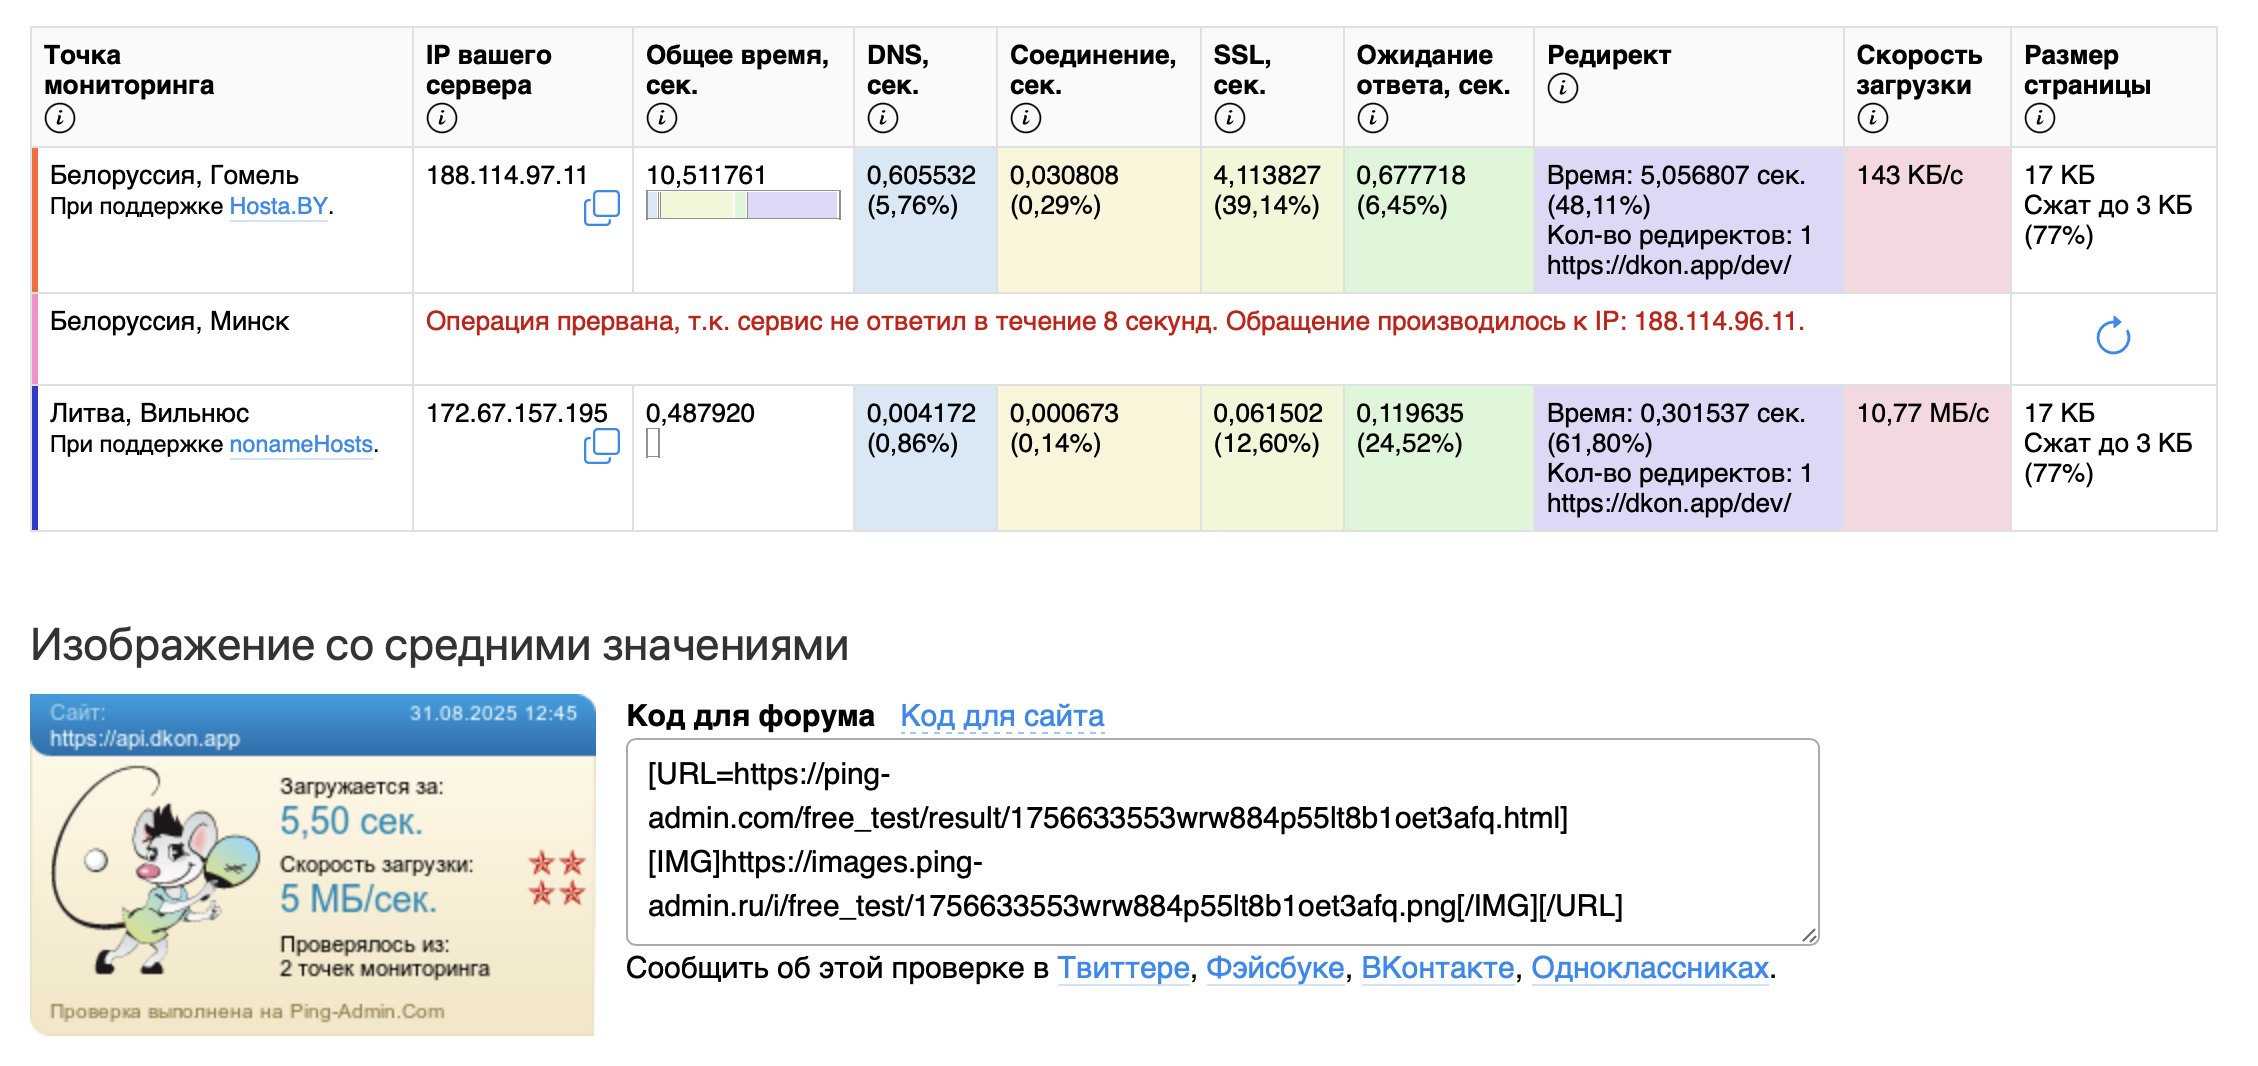 Точка
мониторинга
IP вашего
сервера
Общее время,
сек.
DNS,
сек.
Соединение,
сек.
SSL,
сек.
Ожидание
ответа, сек.
Редирект
Скорость
загрузки
Размер
страницы
Белоруссия, Гомель
При поддержке Hosta.BY.
188.114.97.11
10,511761
0,605532
(5,76%)
0,030808
(0,29%)
4,113827
(39,14%)
0,677718
(6,45%)
Время: 5,056807 сек.
(48,11%)
Кол-во редиректов: 1
https://dkon.app/dev/
143 КБ/с
17 КБ
Сжат до 3 КБ
(77%)
Белоруссия, Минск
Операция прервана, т.к. сервис не ответил в течение 8 секунд. Обращение производилось к IP: 188.114.96.11.
Литва, Вильнюс
При поддержке nonameHosts.
172.67.157.195
0,487920
0,004172
(0,86%)
0,000673
(0,14%)
0,061502
(12,60%)
0,119635
(24,52%)
Время: 0,301537 сек.
(61,80%)
Кол-во редиректов: 1
https://dkon.app/dev/
10,77 МБ/с
17 КБ
Сжат до 3 КБ
(77%)
Изображение со средними значениями
Сайт:
31.08.2025 12:45
https://api.dkon.app
Загружается за:
5,50 сек.
Скорость загрузки:
5 МБ/сек.
Проверялось из:
2 точек мониторинга
Проверка выполнена на Ping-Admin.Com
Код для форума Код для сайта
[URL=https://ping-
admin.com/free_test/result/1756633553wrw884p55lt8b1oet3afq.html]
[IMG]https://images.ping-
admin.ru/i/free_test/1756633553wrw884p55lt8b1oet3afq.png[/IMG][/URL]
Сообщить об этой проверке в Твиттере, Фэйсбуке, ВКонтакте, Одноклассниках.